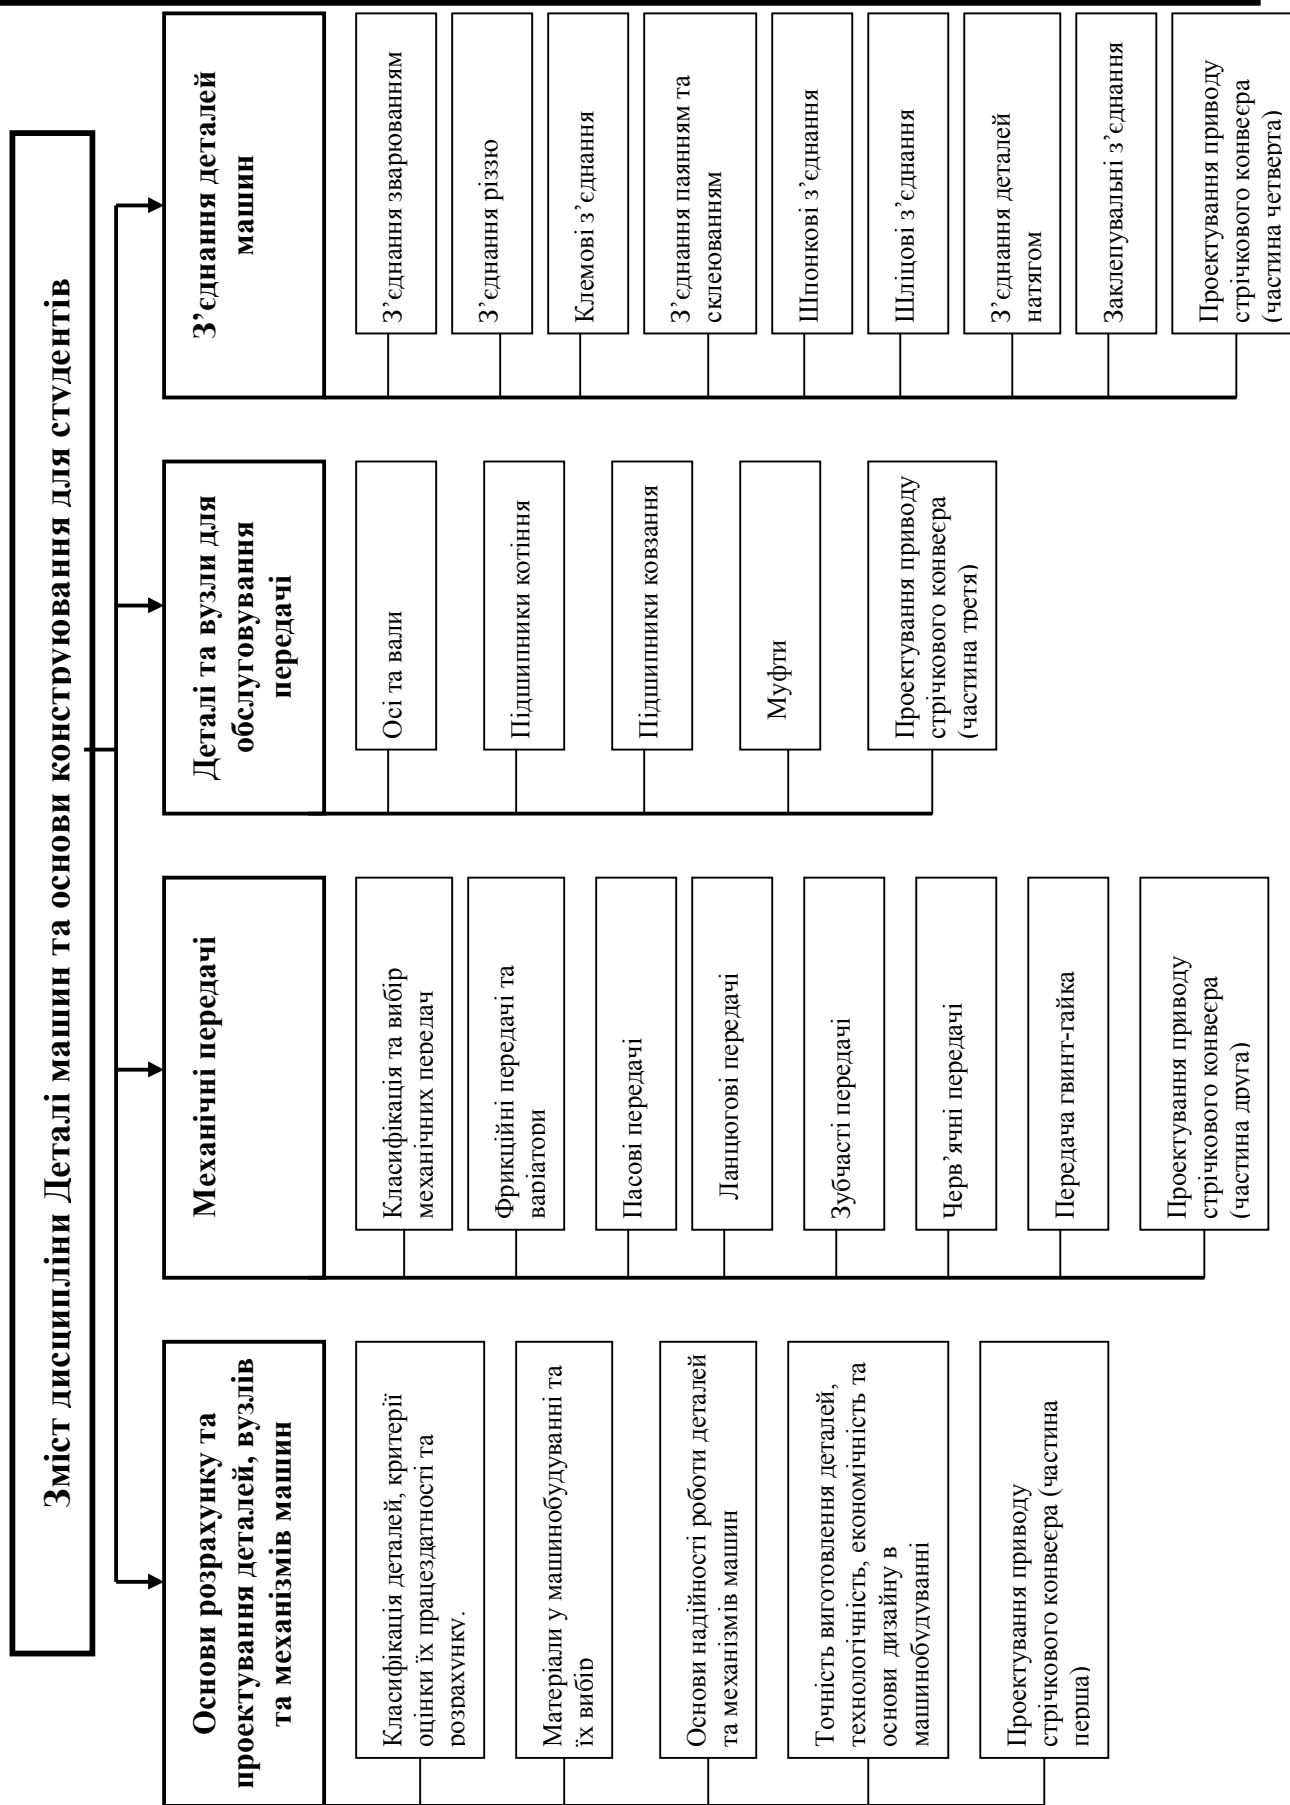 Зміст дисципліни Деталі машин та основи конструювання для студентів
Основи розрахунку та
проектування деталей, вузлів
та механізмів машин
Класифікація деталей, критерії
оцінки їх працездатності та
розрахунку.
Матеріали у машинобудуванні та
їх вибір
Основи надійності роботи деталей
та механізмів машин
Точність виготовлення деталей,
технологічність, економічність та
основи дизайну в
машинобудуванні
Проектування приводу
стрічкового конвеєра (частина
перша)
Механічні передачі
Класифікація та вибір
механічних передач
Фрикційні передачі та
варіатори
Пасові передачі
Ланцюгові передачі
Зубчасті передачі
Черв’ячні передачі
Передача гвинт-гайка
Проектування приводу
стрічкового конвеєра
(частина друга)
Деталі та вузли для
обслуговування
передачі
Осі та вали
Підшипники котіння
Підшипники ковзання
Муфти
Проектування приводу
стрічкового конвеєра
(частина третя)
З’єднання деталей
машин
З’єднання зварюванням
З’єднання різзю
Клемові з’єднання
З’єднання паянням та
склеюванням
Шпонкові з’єднання
Шліцові з’єднання
З’єднання деталей
натягом
Заклепувальні з’єднання
Проектування приводу
стрічкового конвеєра
(частина четверта)